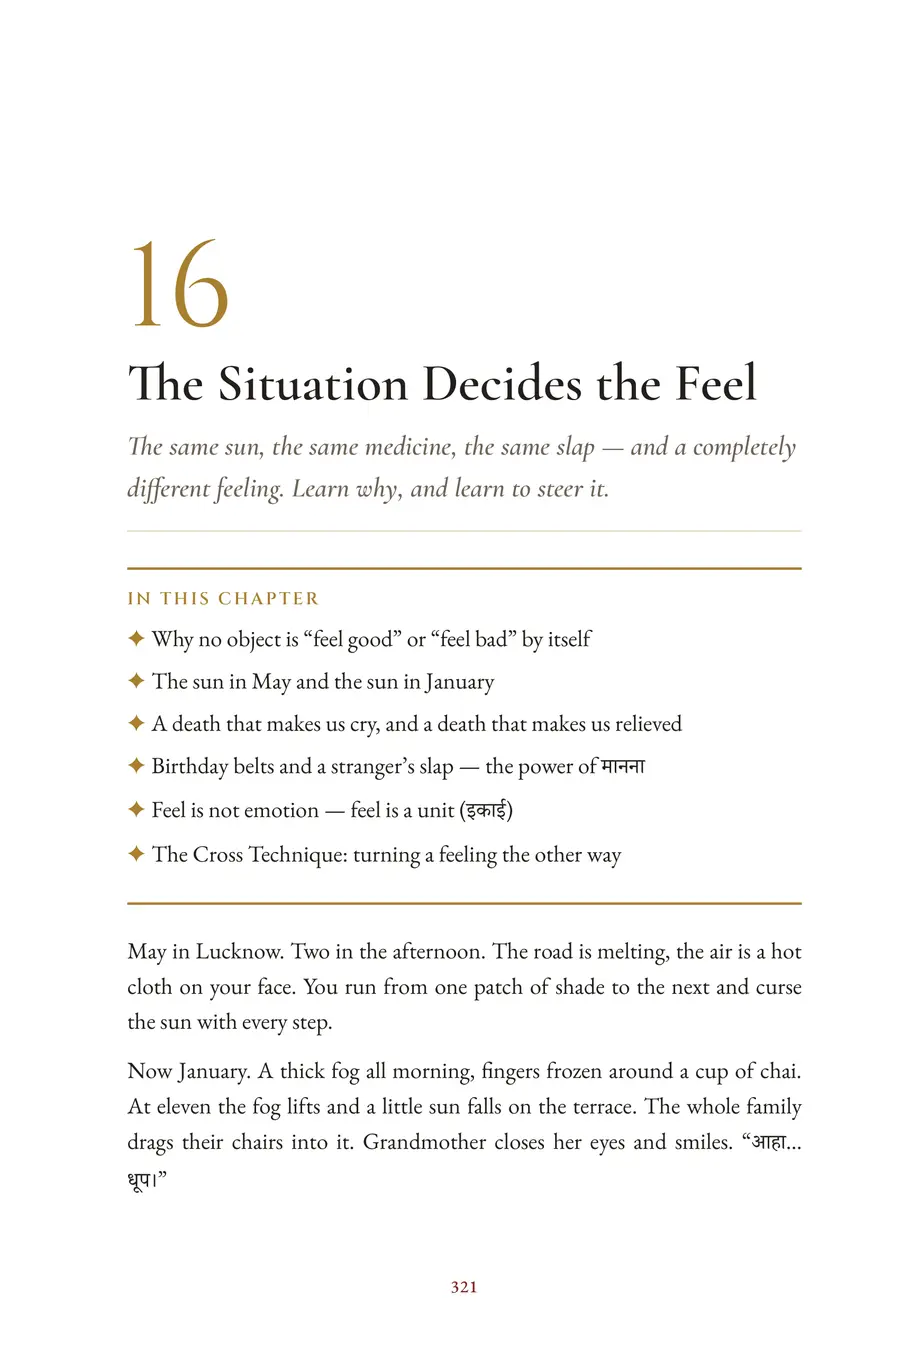 16
The Situation Decides the Feel
The same sun, the same medicine, the same slap — and a completely
different feeling. Learn why, and learn to steer it.
IN THIS CHAPTER
✦ Why no object is “feel good” or “feel bad” by itself
✦ The sun in May and the sun in January
✦ A death that makes us cry, and a death that makes us relieved
✦ Birthday belts and a stranger’s slap — the power of मानना
✦ Feel is not emotion — feel is a unit (इकाई)
✦ The Cross Technique: turning a feeling the other way
May in Lucknow. Two in the afternoon. The road is melting, the air is a hot
cloth on your face. You run from one patch of shade to the next and curse
the sun with every step.
Now January. A thick fog all morning, fingers frozen around a cup of chai.
At eleven the fog lifts and a little sun falls on the terrace. The whole family
drags their chairs into it. Grandmother closes her eyes and smiles. “आहा...
धूप।”
321